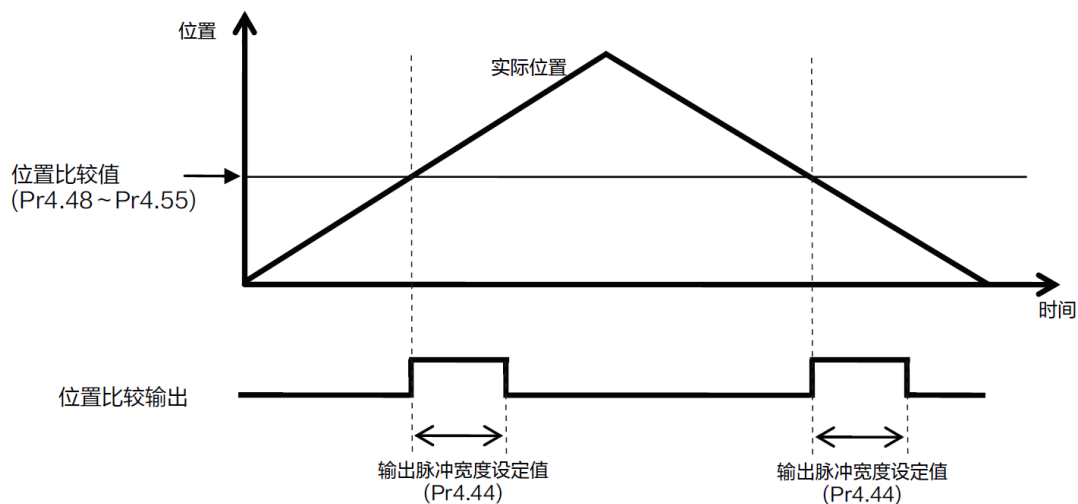 位置
实际位置
位置比较值
(Pr4.48~Pr4.55)
时间
位置比较输出
输出脉冲宽度设定值
(Pr4.44)
输出脉冲宽度设定值
(Pr4.44)